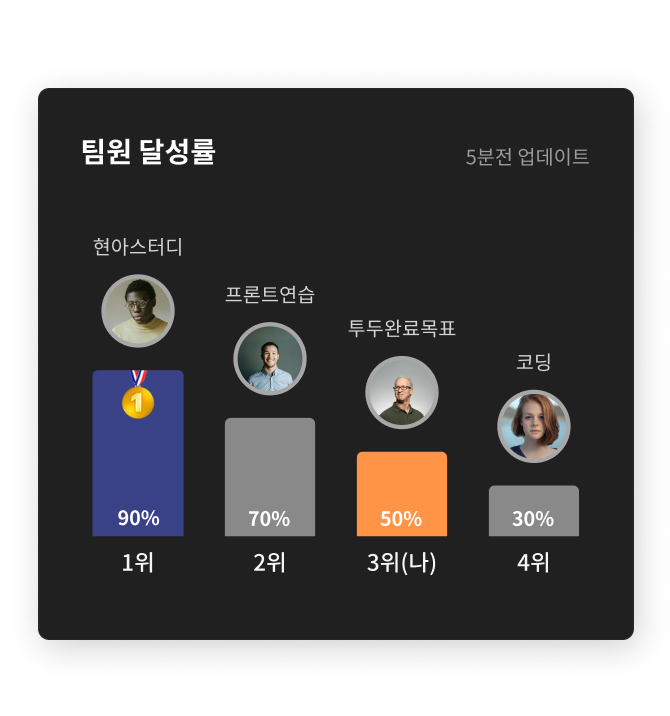 팀원 달성률
5분전 업데이트
현아스터디
프론트연습
투두완료목표
코딩
1
90%
70%
50%
30%
1위
2위
3위(나)
4위